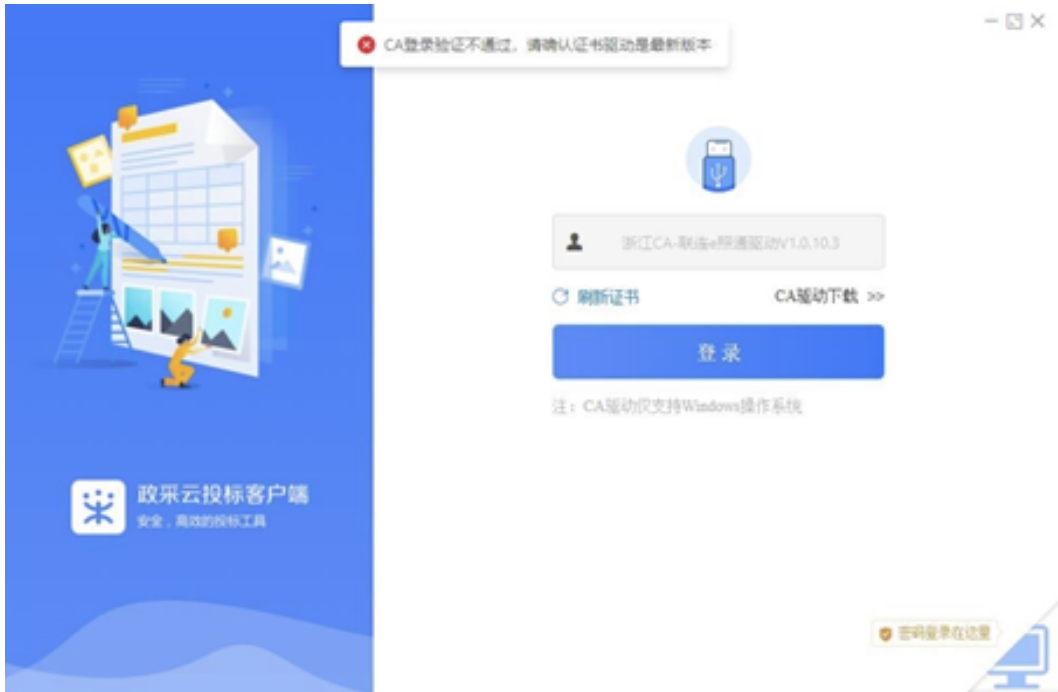 CA登录验证不通过，请确认证书驱动是最新版本
浙江CA-联连e照通驱动V1.0.10.3
刷新证书
CA驱动下载 >>
登录
注：CA驱动仅支持Windows操作系统
政采云投标客户端
安全，高效的投标工具
密码登录在这里